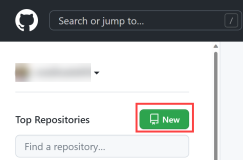 Search or jump to...
/
Top Repositories
New
Find a repository...